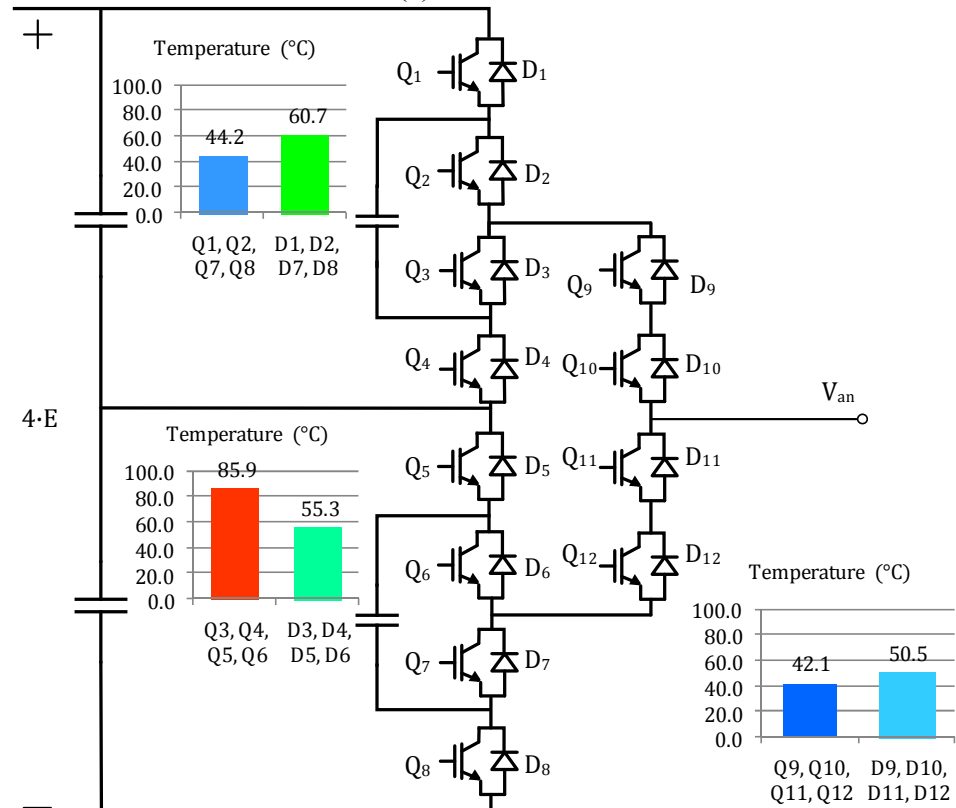 +
Temperature (°C)
100.0
80.0
60.0
40.0
20.0
0.0
44.2
60.7
Q1, Q2,
Q7, Q8
D1, D2,
D7, D8
Q1
D1
Q2
D2
Q3
D3
Q9
D9
Q4
D4
Q10
D10
Van
4·E
Temperature (°C)
100.0
80.0
60.0
40.0
20.0
0.0
85.9
55.3
Q3, Q4,
Q5, Q6
D3, D4,
D5, D6
Q5
D5
Q11
D11
Q6
D6
Q12
D12
Q7
D7
Q8
D8
Temperature (°C)
100.0
80.0
60.0
40.0
20.0
0.0
42.1
50.5
Q9, Q10,
Q11, Q12
D9, D10,
D11, D12